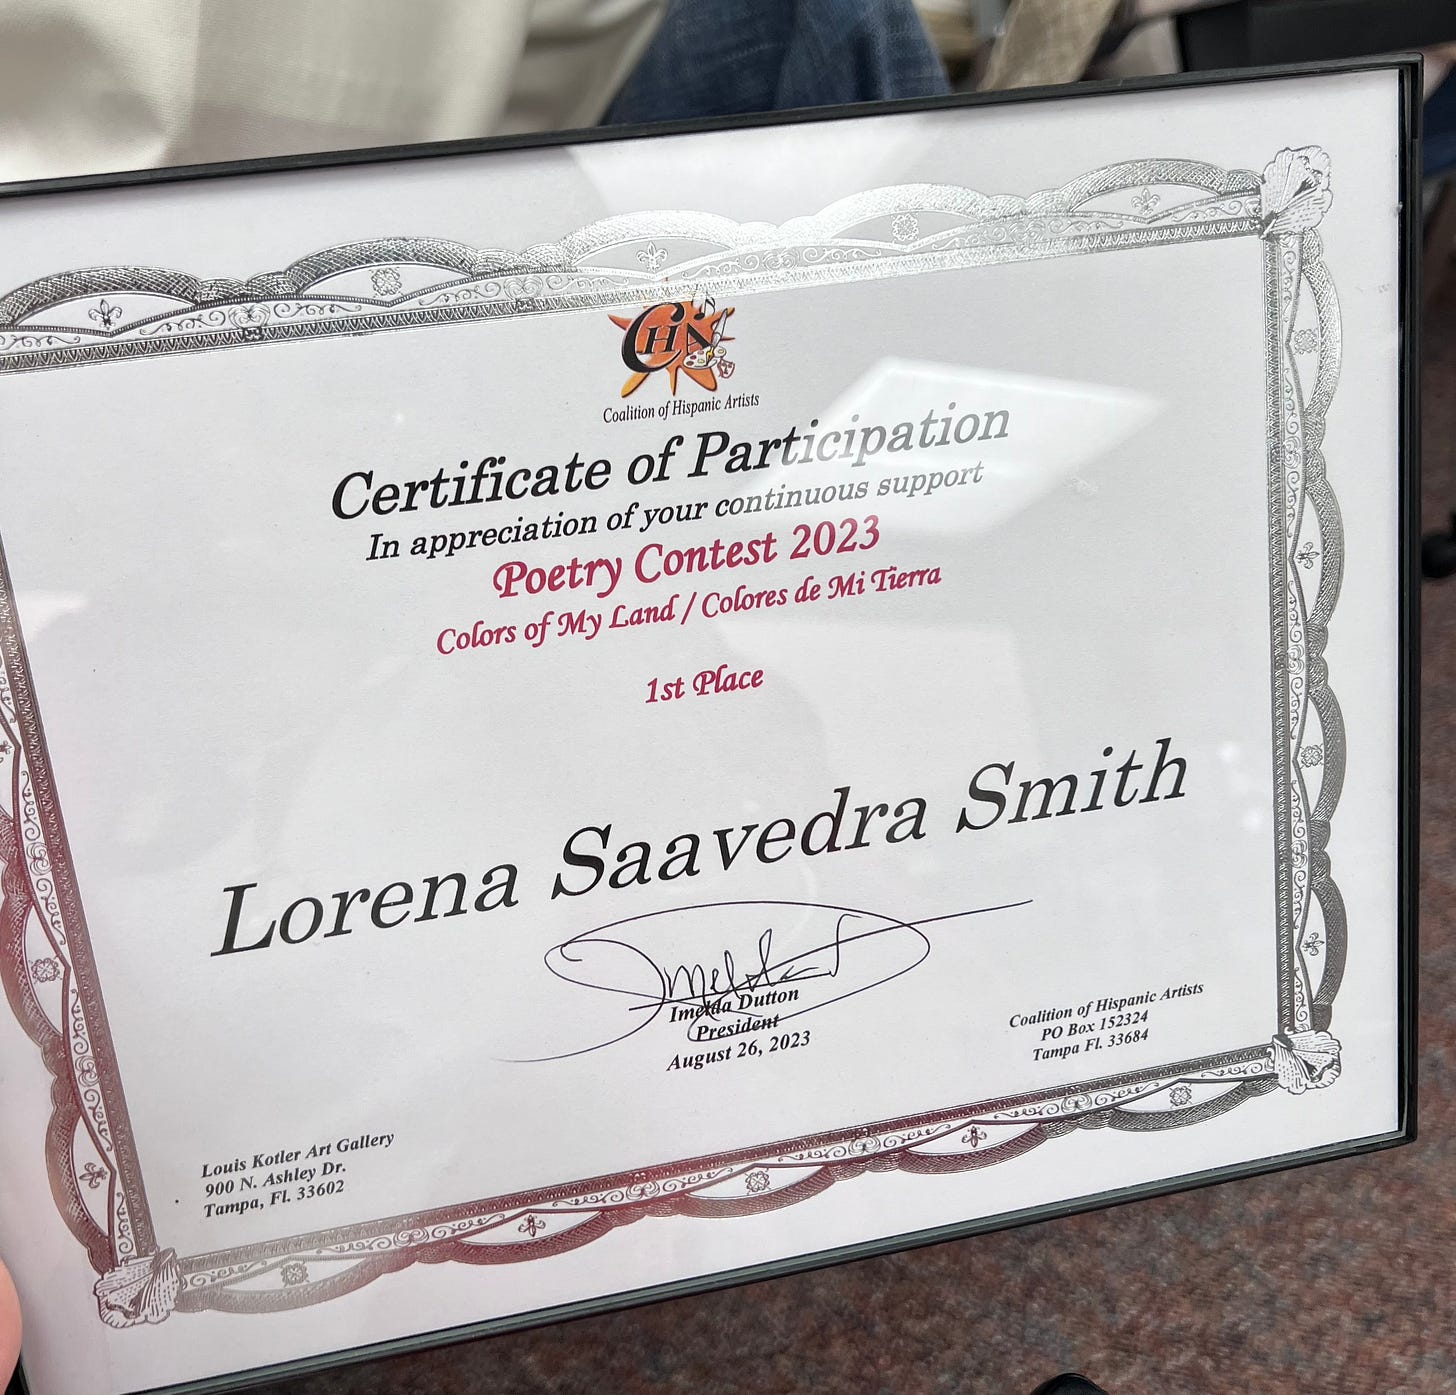 CHA
Coalition of Hispanic Artists
Certificate of Participation
In appreciation of your continuous support
Poetry Contest 2023
Colors of My Land / Colores de Mi Tierra
1st Place
Lorena Saavedra Smith
Imelda Dutton
President
August 26, 2023
Coalition of Hispanic Artists
PO Box 152324
Tampa Fl. 33684
Louis Kotler Art Gallery
900 N. Ashley Dr.
Tampa, Fl. 33602